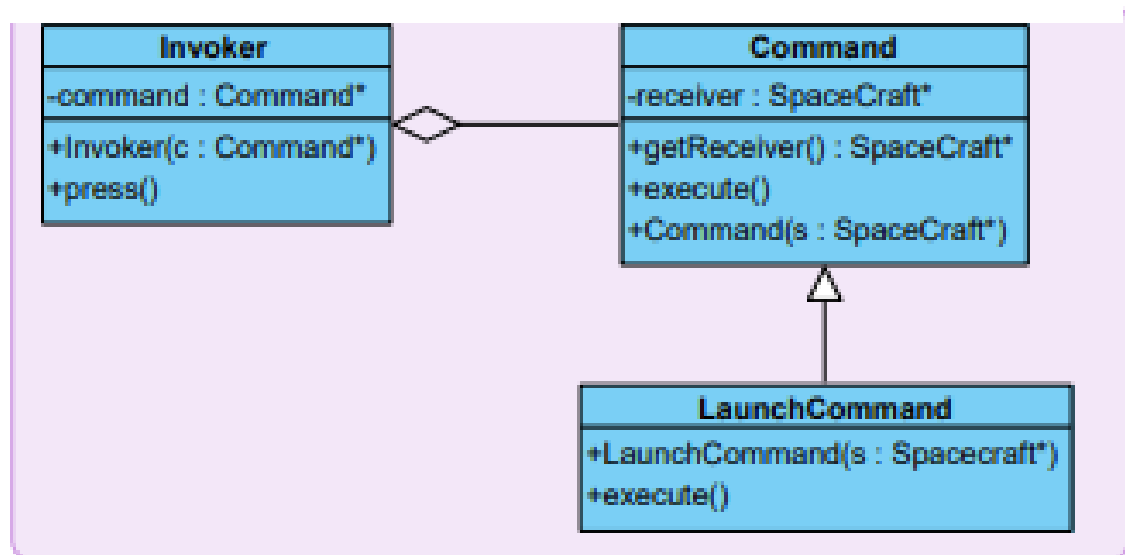 Invoker
-command : Command*
+Invoker(c : Command*)
+press()
Command
-receiver : SpaceCraft*
+getReceiver() : SpaceCraft*
+execute()
+Command(s : SpaceCraft*)
LaunchCommand
+LaunchCommand(s : Spacecraft*)
+execute()